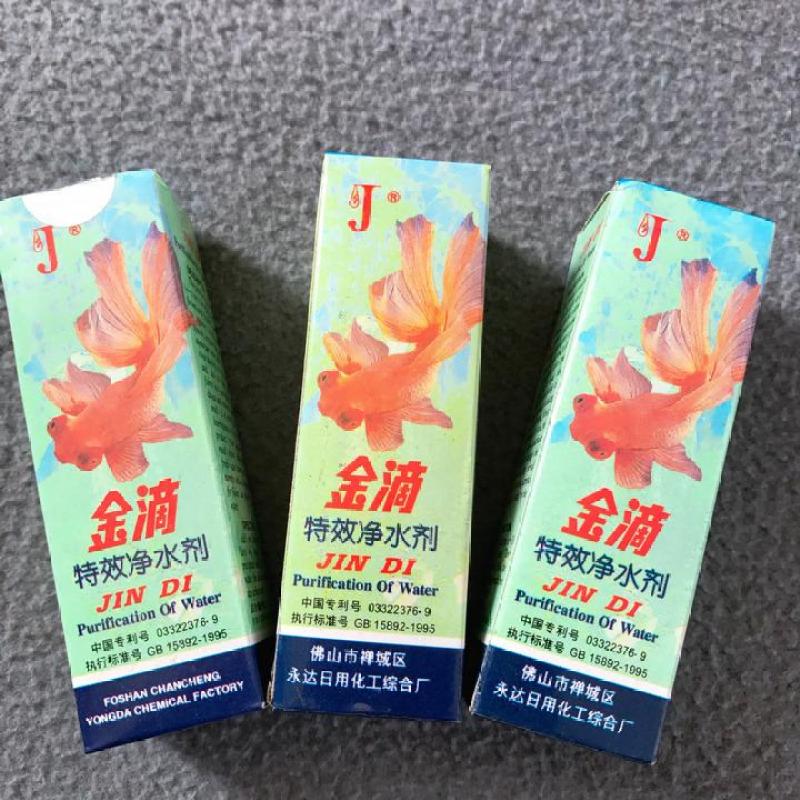 J®
金滴
特效净水剂
JIN DI
Purification Of Water
中国专利号 03322376-9
执行标准号 GB 15392-1995
FOSHAN CHANCHENG
YONGDA CHEMICAL FACTORY
J®
金滴
特效净水剂
JIN DI
Purification Of Water
中国专利号 03322376-9
执行标准号 GB 15892-1995
佛山市禅城区
永达日用化工综合厂
J®
金滴
特效净水剂
JIN DI
Purification Of Water
中国专利号 03322376-9
执行标准号 GB 15892-1995
佛山市禅城区
永达日用化工综合厂